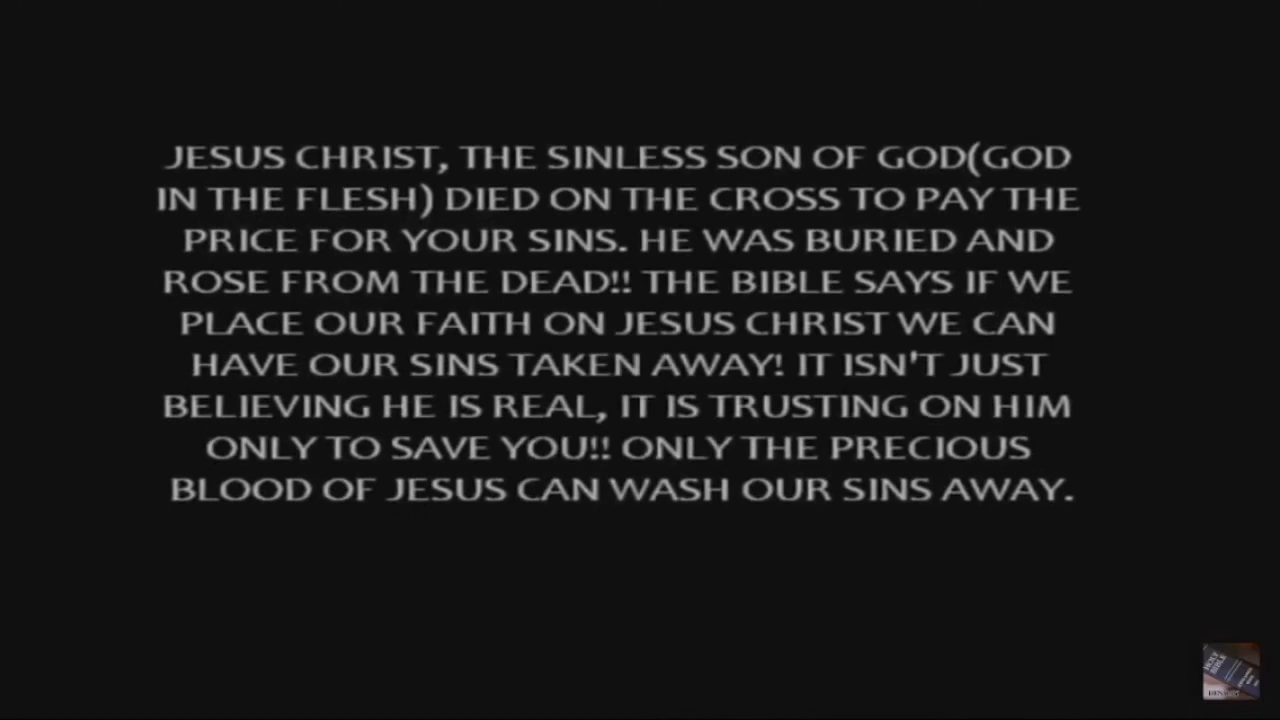 JESUS CHRIST, THE SINLESS SON OF GOD(GOD
IN THE FLESH) DIED ON THE CROSS TO PAY THE
PRICE FOR YOUR SINS. HE WAS BURIED AND
ROSE FROM THE DEAD!! THE BIBLE SAYS IF WE
PLACE OUR FAITH ON JESUS CHRIST WE CAN
HAVE OUR SINS TAKEN AWAY! IT ISN'T JUST
BELIEVING HE IS REAL, IT IS TRUSTING ON HIM
ONLY TO SAVE YOU!! ONLY THE PRECIOUS
BLOOD OF JESUS CAN WASH OUR SINS AWAY.
HOLY
BIBLE